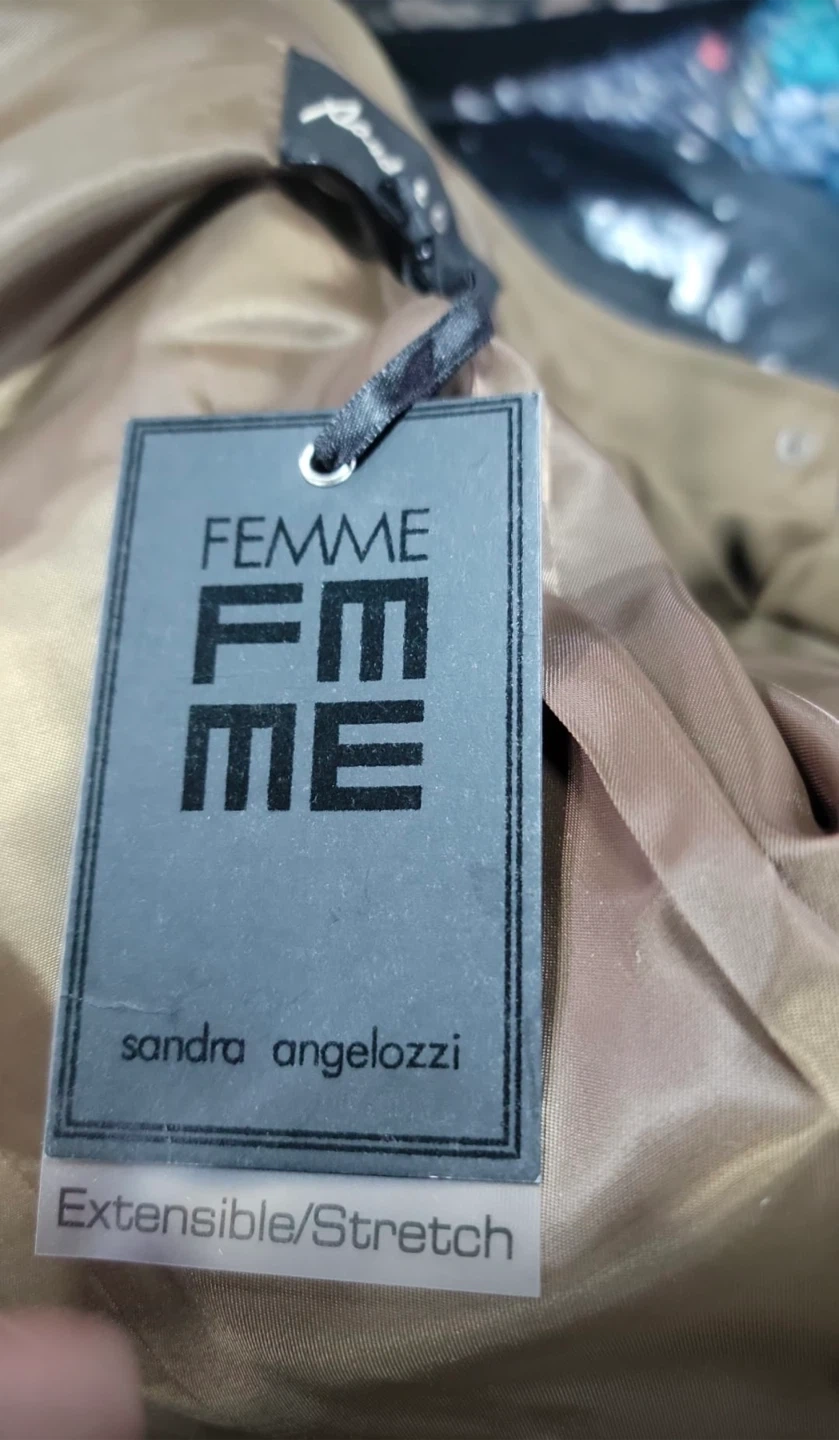 FEMME
FM
ME
sandra angelozzi
Extensible/Stretch